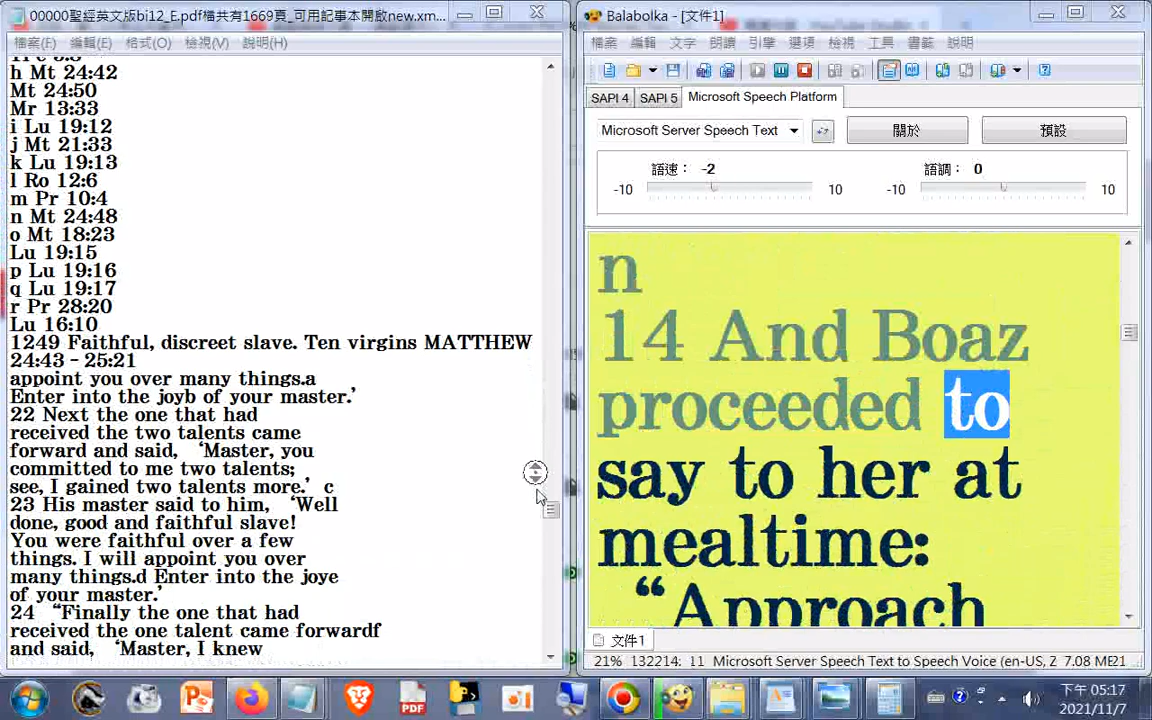 00000聖經英文版bi12_E.pdf檔共有1669頁_可用記事本開啟new.xm...
檔案(F) 編輯(E) 格式(O) 檢視(V) 說明(H)
h Mt 24:42
Mt 24:50
Mr 13:33
i Lu 19:12
j Mt 21:33
k Lu 19:13
l Ro 12:6
m Pr 10:4
n Mt 24:48
o Mt 18:23
Lu 19:15
p Lu 19:16
q Lu 19:17
r Pr 28:20
Lu 16:10
1249 Faithful, discreet slave. Ten virgins MATTHEW
24:43 - 25:21
appoint you over many things.a
Enter into the joyb of your master.’
22 Next the one that had
received the two talents came
forward and said, ‘Master, you
committed to me two talents;
see, I gained two talents more.’ c
23 His master said to him, ‘Well
done, good and faithful slave!
You were faithful over a few
things. I will appoint you over
many things.d Enter into the joye
of your master.’
24 “Finally the one that had
received the one talent came forwardf
and said, ‘Master, I knew
Balabolka - [文件1]
檔案 編輯 文字 朗讀 引擎 選項 檢視 工具 書籤 說明
SAPI 4 SAPI 5 Microsoft Speech Platform
Microsoft Server Speech Text 關於 預設
語速： -2 語調： 0
-10 10 -10 10
n
14 And Boaz
proceeded to
say to her at
mealtime:
“Approach
文件1
21% 132214: 11 Microsoft Server Speech Text to Speech Voice (en-US, Z 7.08 ME21
PDF
下午 05:17
2021/11/7